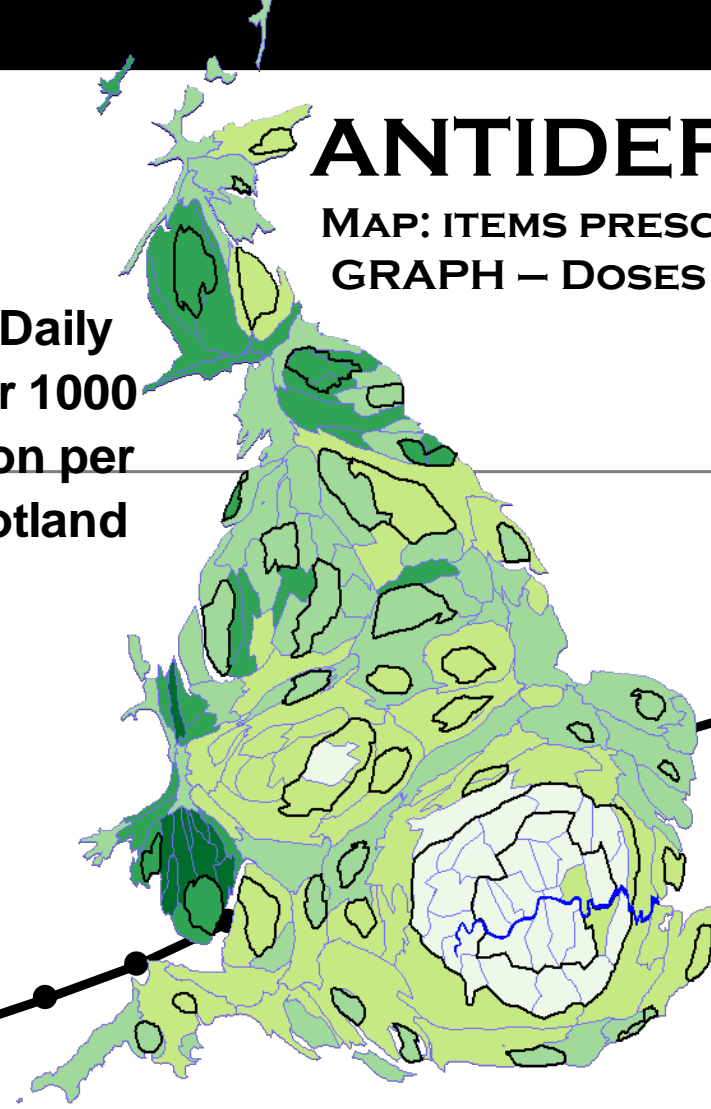 ANTIDEP
MAP: ITEMS PRESC
GRAPH – DOSES
Daily
r 1000
on per
otland